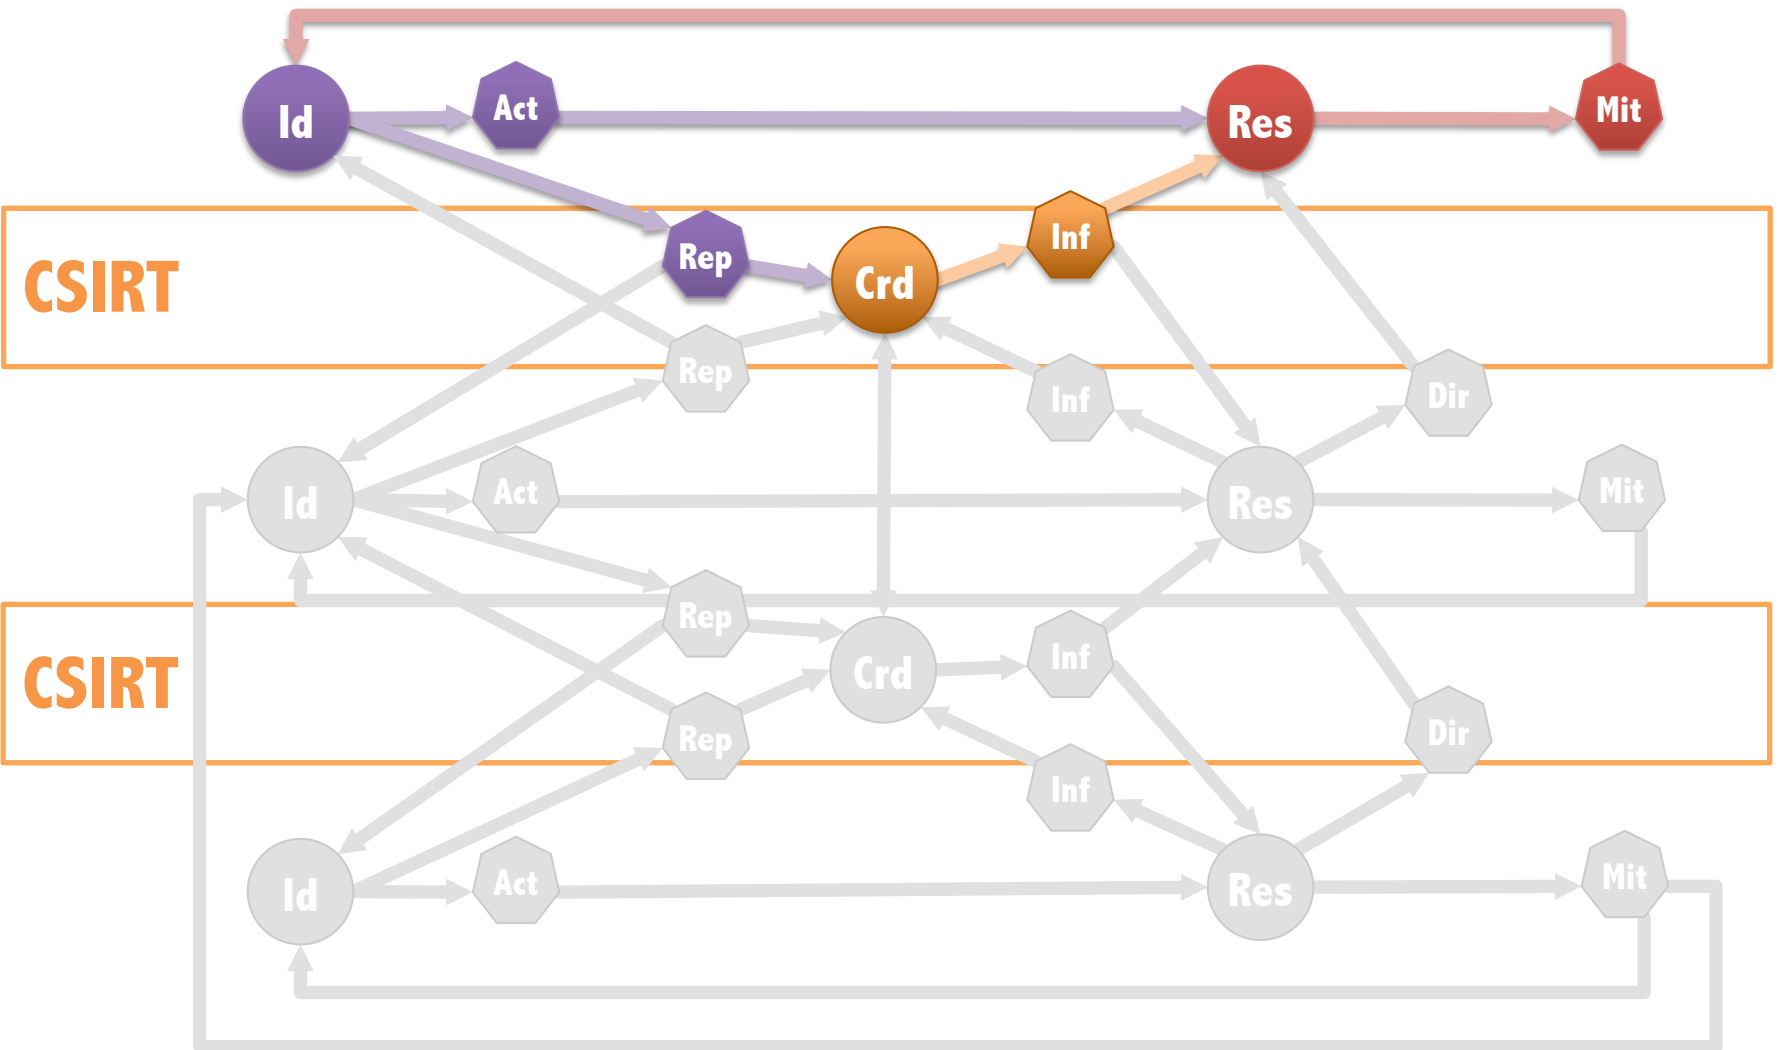 Id
Act
Res
Mit
CSIRT
Rep
Crd
Inf
Rep
Inf
Dir
Id
Act
Res
Mit
CSIRT
Rep
Crd
Inf
Rep
Inf
Dir
Id
Act
Res
Mit